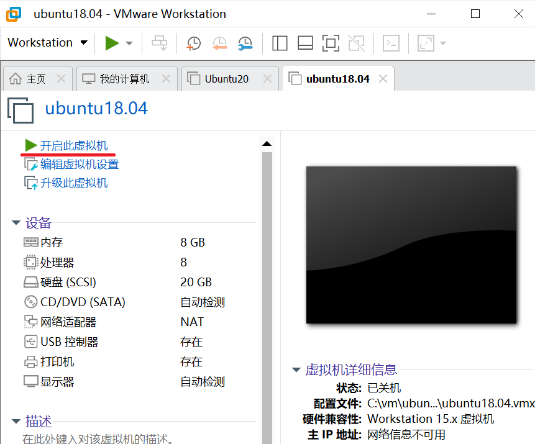 ubuntu18.04 - VMware Workstation
Workstation
主页 我的计算机 Ubuntu20 ubuntu18.04
ubuntu18.04
开启此虚拟机
编辑虚拟机设置
升级此虚拟机
设备
内存 8 GB
处理器 8
硬盘 (SCSI) 20 GB
CD/DVD (SATA) 自动检测
网络适配器 NAT
USB 控制器 存在
打印机 存在
显示器 自动检测
描述
在此处键入对该虚拟机的描述。
虚拟机详细信息
状态: 已关机
配置文件: C:\vm\ubun...\ubuntu18.04.vmx
硬件兼容性: Workstation 15.x 虚拟机
主 IP 地址: 网络信息不可用